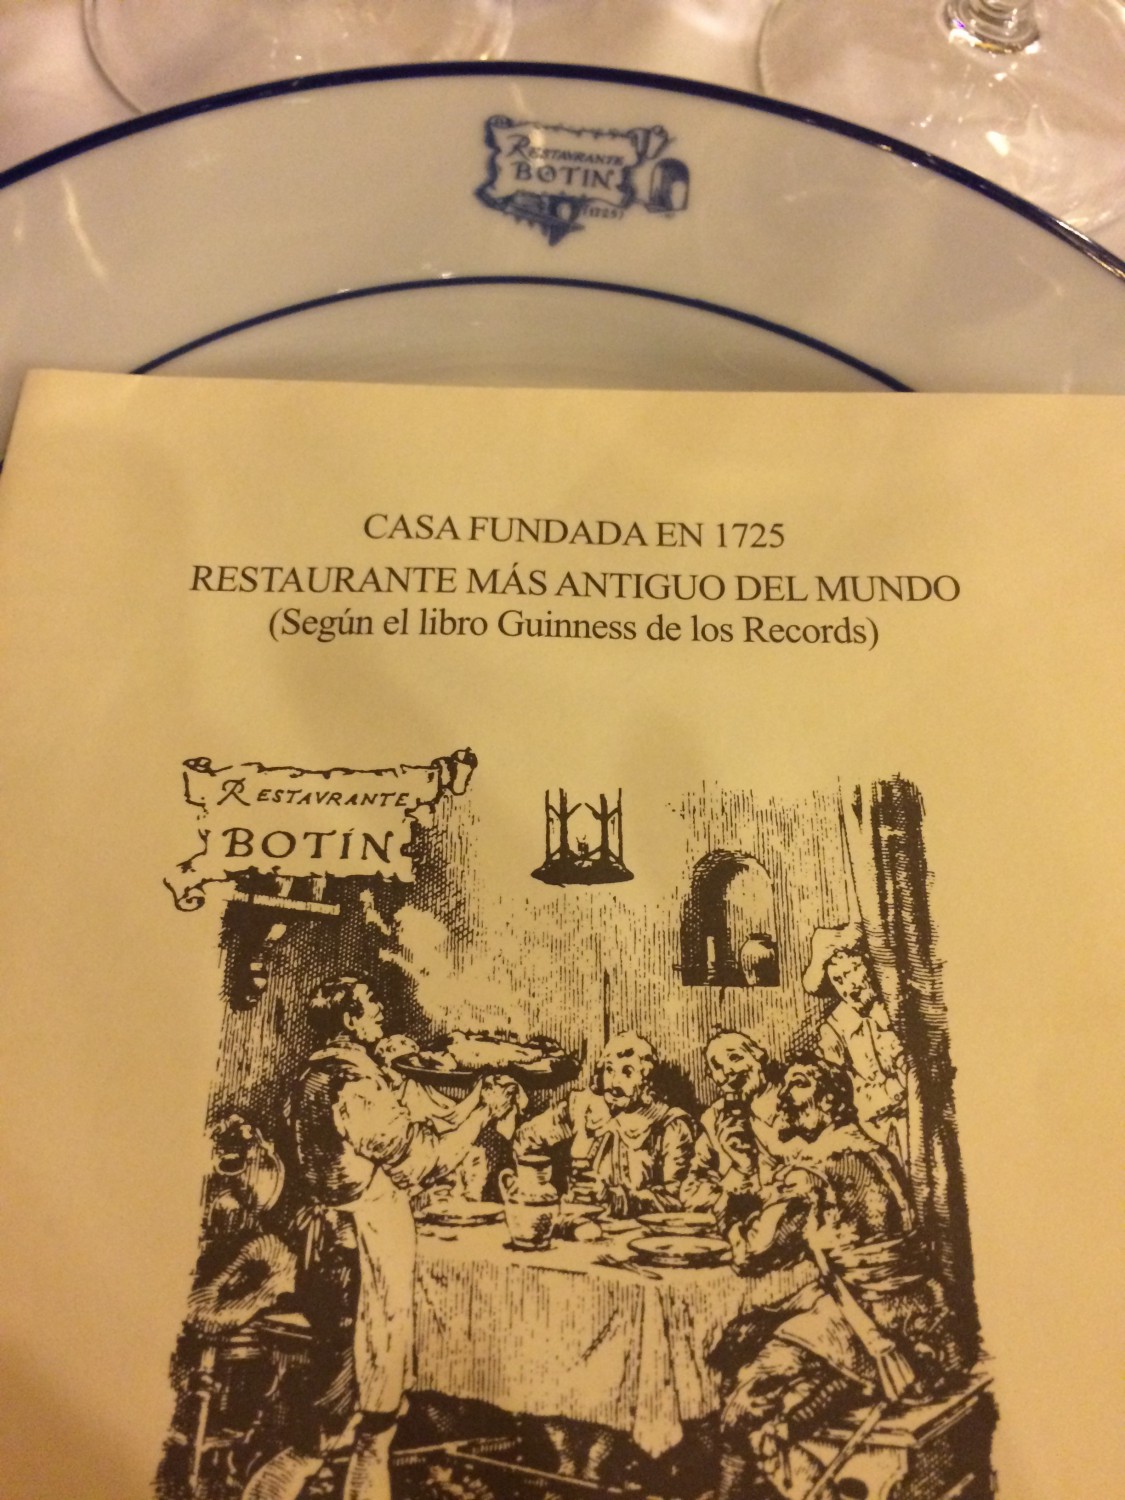 RESTAVRANTE
BOTIN
(1725)
CASA FUNDADA EN 1725
RESTAURANTE MÁS ANTIGUO DEL MUNDO
(Según el libro Guinness de los Records)
RESTAVRANTE
BOTÍN